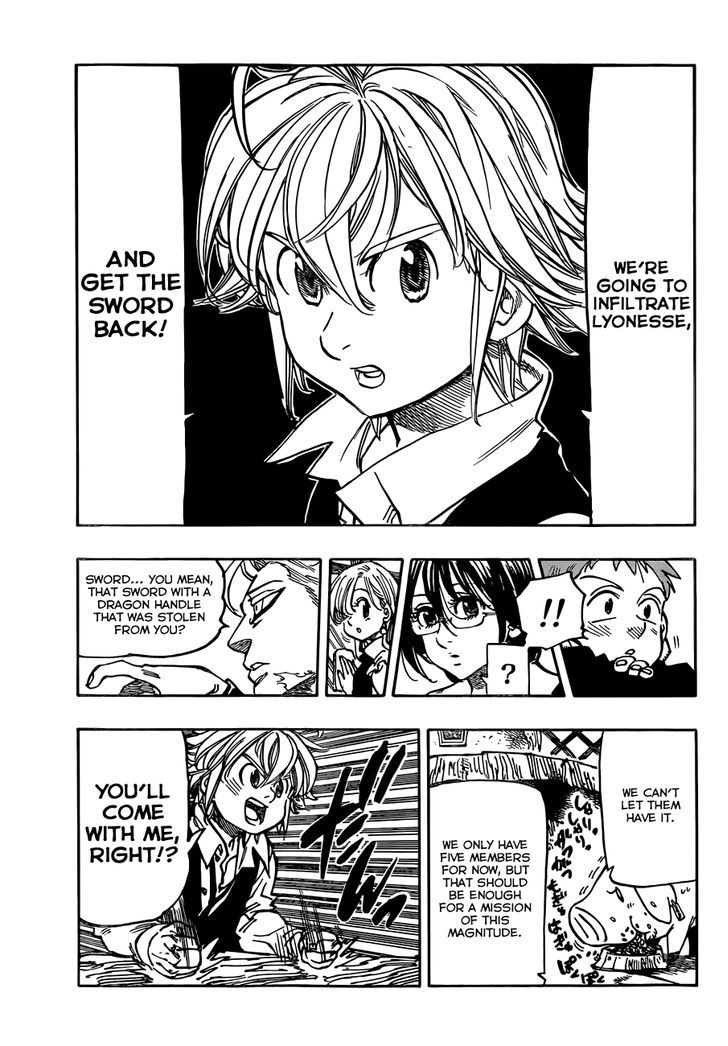 WE'RE
GOING TO
INFILTRATE
LYONESSE,
AND
GET THE
SWORD
BACK!
!!
?
SWORD... YOU MEAN,
THAT SWORD WITH A
DRAGON HANDLE
THAT WAS STOLEN
FROM YOU?
WE CAN'T
LET THEM
HAVE IT.
WE ONLY HAVE
FIVE MEMBERS
FOR NOW, BUT
THAT SHOULD
BE ENOUGH
FOR A MISSION
OF THIS
MAGNITUDE.
YOU'LL
COME
WITH ME,
RIGHT!?